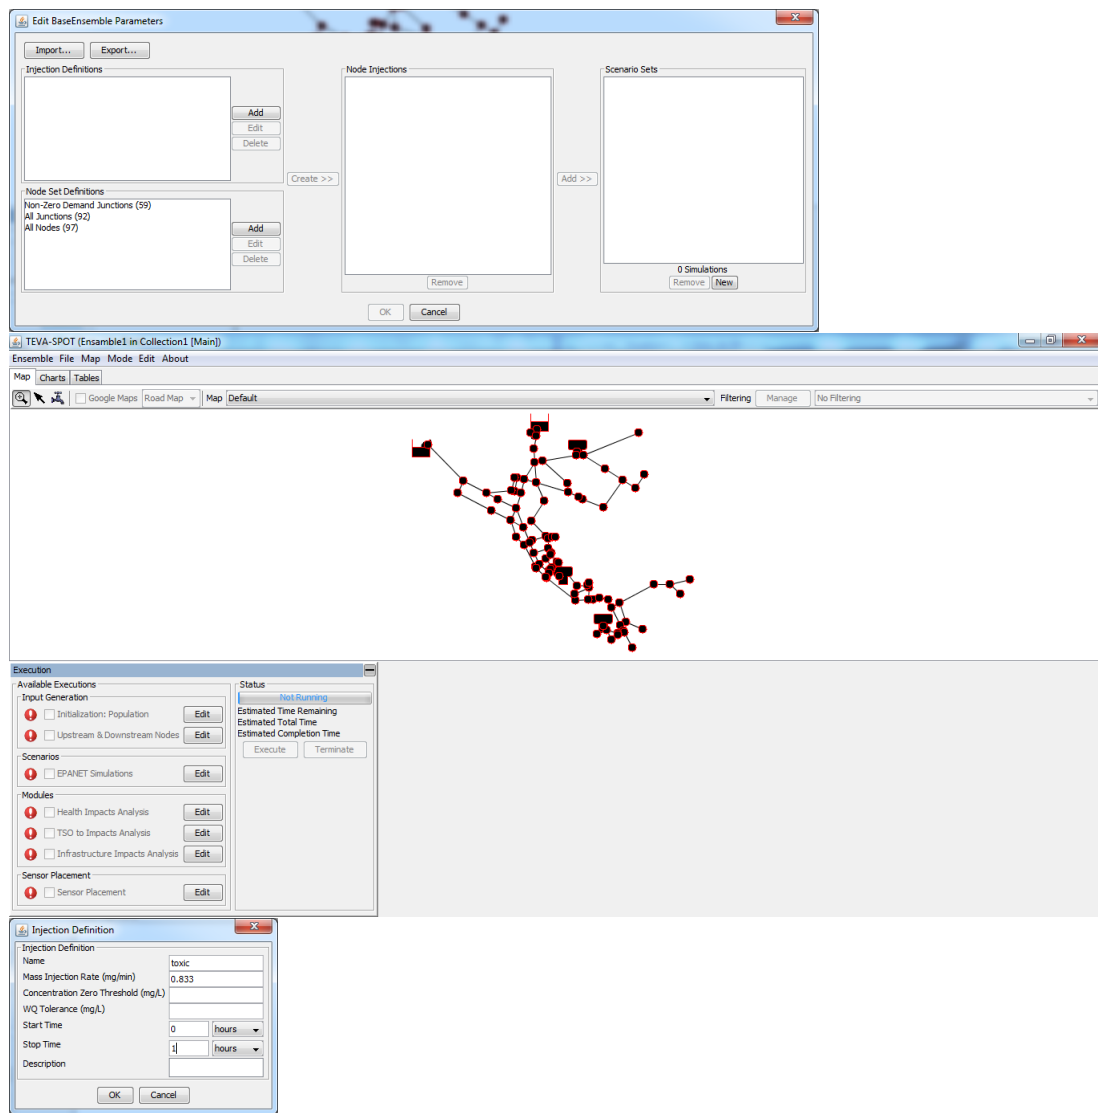 Edit BaseEnsemble Parameters
Import... Export...
Injection Definitions Node Injections Scenario Sets
Add
Edit
Delete
Create >> Add >>
Node Set Definitions
Non-Zero Demand Junctions (59)
All Junctions (92)
All Nodes (97)
Add
Edit
Delete
0 Simulations
Remove Remove New
OK Cancel
TEVA-SPOT (Ensamble1 in Collection1 [Main])
Ensemble File Map Mode Edit About
Map Charts Tables
Google Maps Road Map Map Default Filtering Manage No Filtering
Execution
Available Executions Status
Input Generation Not Running
Initialization: Population Edit Estimated Time Remaining
Estimated Total Time
Upstream & Downstream Nodes Edit Estimated Completion Time
Execute Terminate
Scenarios
EPANET Simulations Edit
Modules
Health Impacts Analysis Edit
TSO to Impacts Analysis Edit
Infrastructure Impacts Analysis Edit
Sensor Placement
Sensor Placement Edit
Injection Definition
Injection Definition
Name toxic
Mass Injection Rate (mg/min) 0.833
Concentration Zero Threshold (mg/L)
WQ Tolerance (mg/L)
Start Time 0 hours
Stop Time 1 hours
Description
OK Cancel